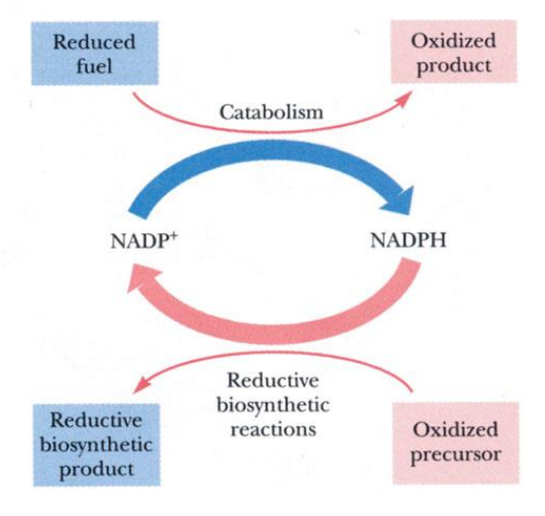 Reduced
fuel
Oxidized
product
Catabolism
NADP⁺
NADPH
Reductive
biosynthetic
reactions
Reductive
biosynthetic
product
Oxidized
precursor